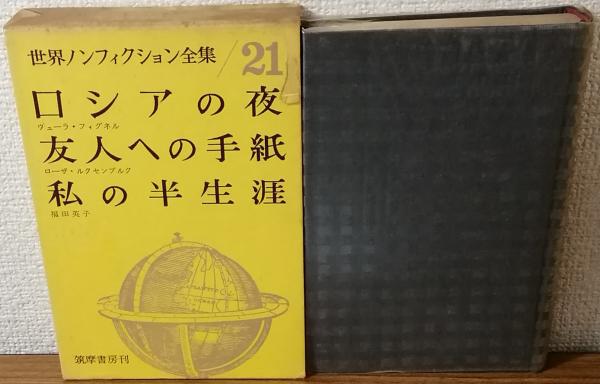 世界ノンフィクション全集/21
ロシアの夜
ヴェーラ・フィグネル
友人への手紙
ローザ・ルクセンブルク
私の半生涯
福田英子
筑摩書房刊